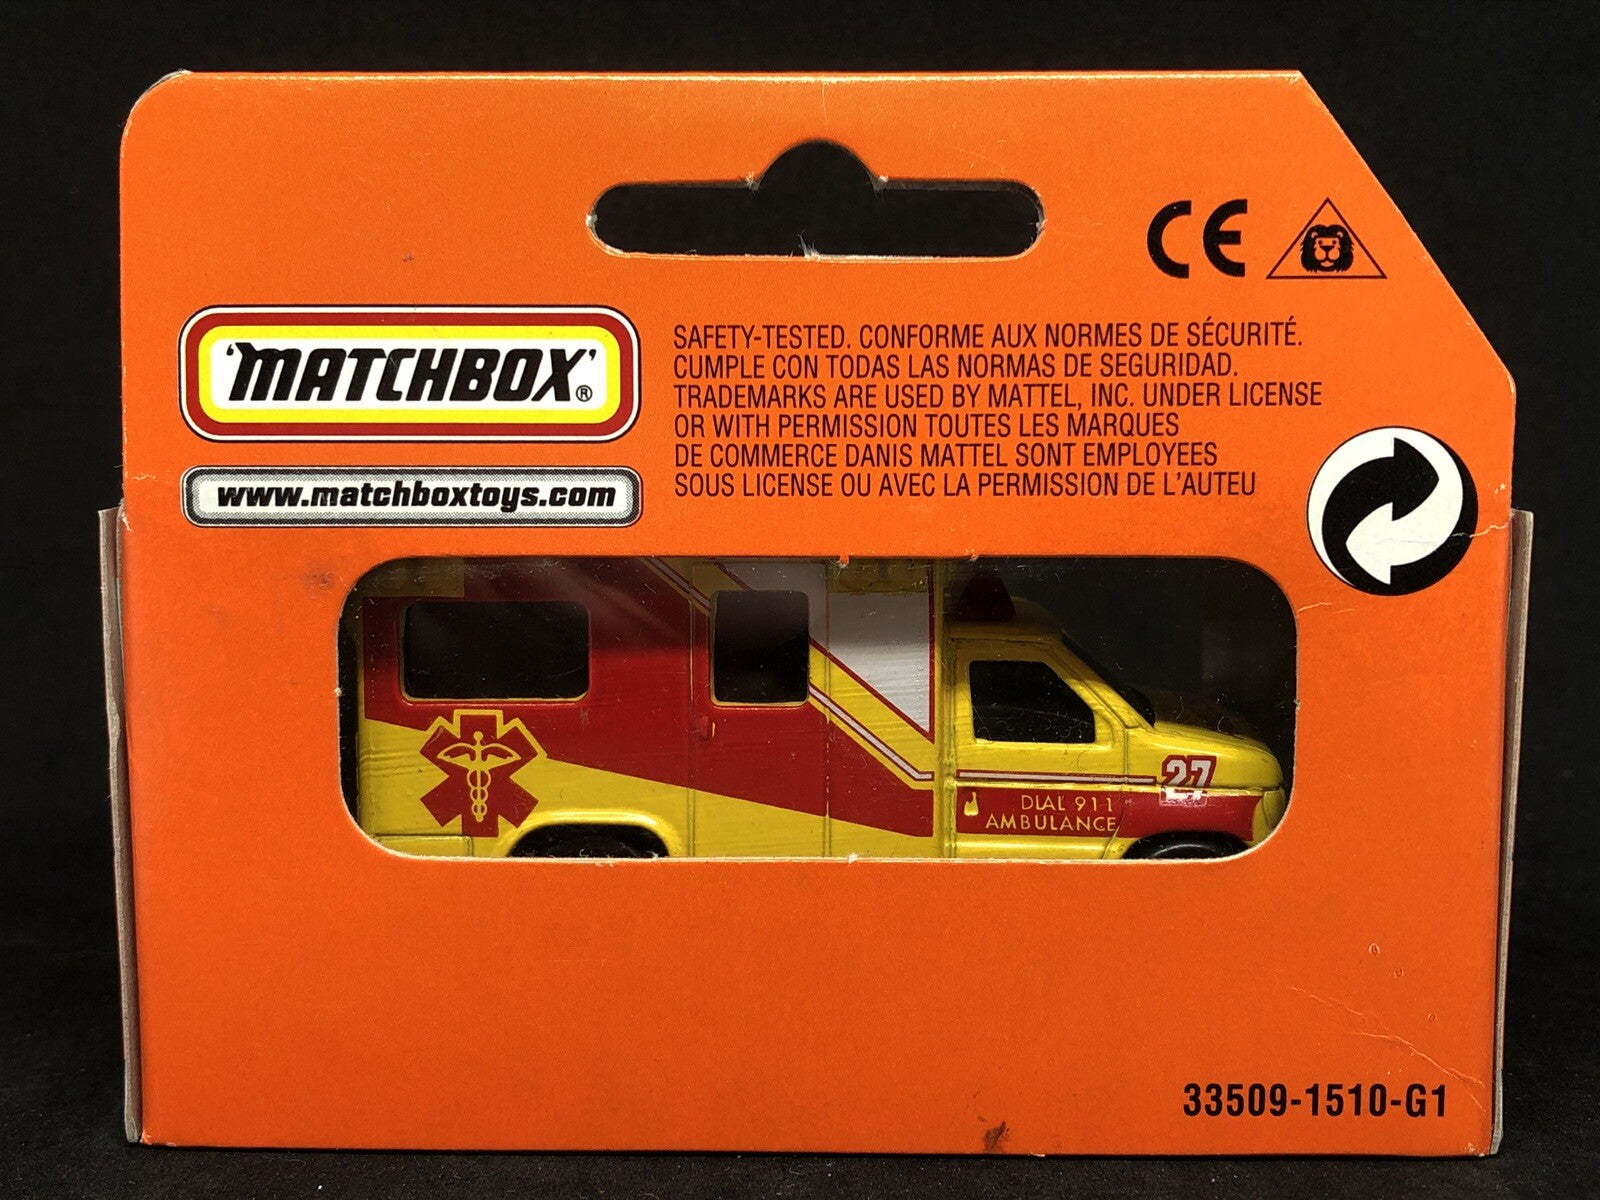 CE
'MATCHBOX'®
www.matchboxtoys.com
SAFETY-TESTED. CONFORME AUX NORMES DE SÉCURITÉ.
CUMPLE CON TODAS LAS NORMAS DE SEGURIDAD.
TRADEMARKS ARE USED BY MATTEL, INC. UNDER LICENSE
OR WITH PERMISSION TOUTES LES MARQUES
DE COMMERCE DANIS MATTEL SONT EMPLOYEES
SOUS LICENSE OU AVEC LA PERMISSION DE L'AUTEU
27
DIAL 911
AMBULANCE
33509-1510-G1